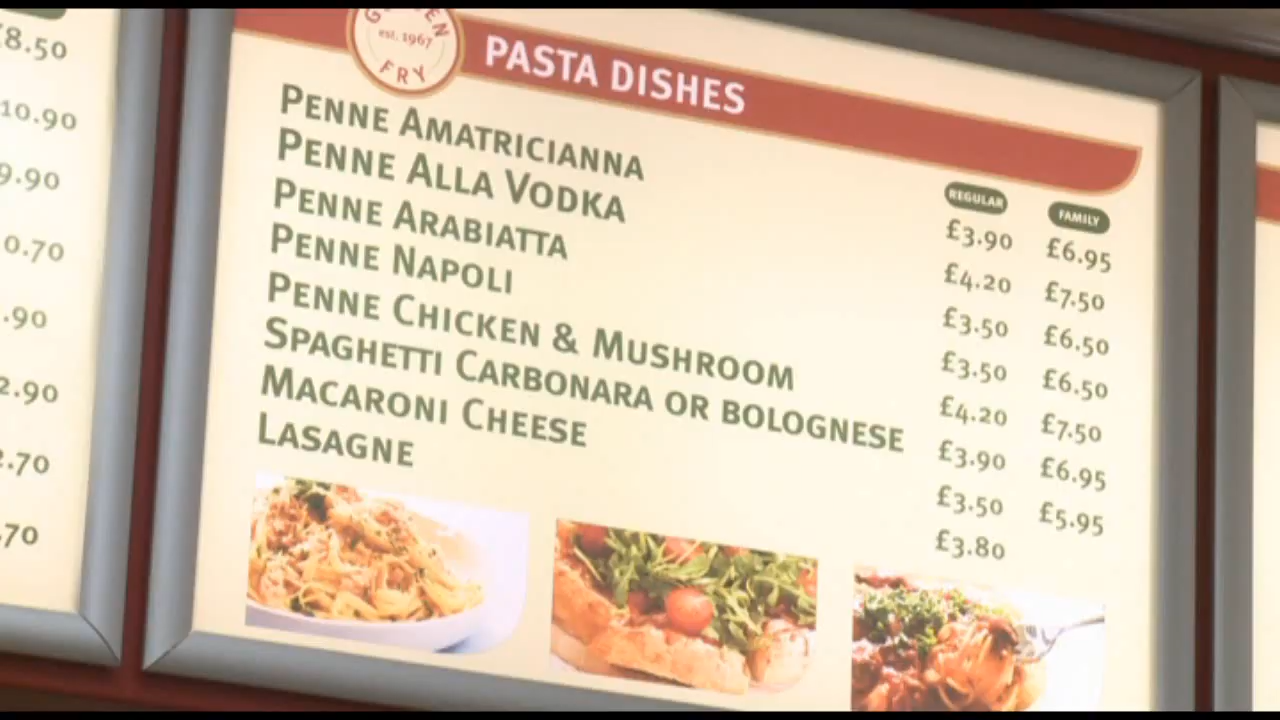 £8.50
10.90
9.90
0.70
.90
2.90
2.70
.70
est. 1967
FRY
PASTA DISHES
REGULAR FAMILY
PENNE AMATRICIANNA £3.90 £6.95
PENNE ALLA VODKA £4.20 £7.50
PENNE ARABIATTA £3.50 £6.50
PENNE NAPOLI £3.50 £6.50
PENNE CHICKEN & MUSHROOM £4.20 £7.50
SPAGHETTI CARBONARA OR BOLOGNESE £3.90 £6.95
MACARONI CHEESE £3.50 £5.95
LASAGNE £3.80